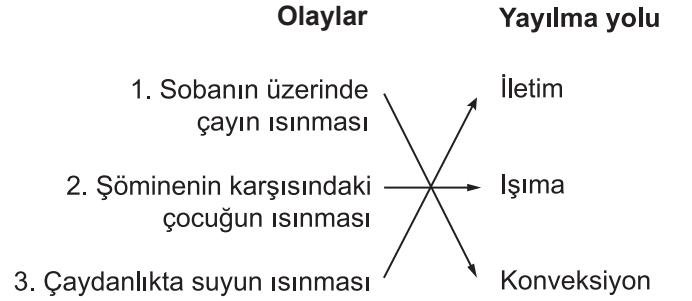 Olaylar Yayılma yolu
1. Sobanın üzerinde
çayın ısınması
İletim
2. Şöminenin karşısındaki
çocuğun ısınması
Işıma
3. Çaydanlıkta suyun ısınması
Konveksiyon